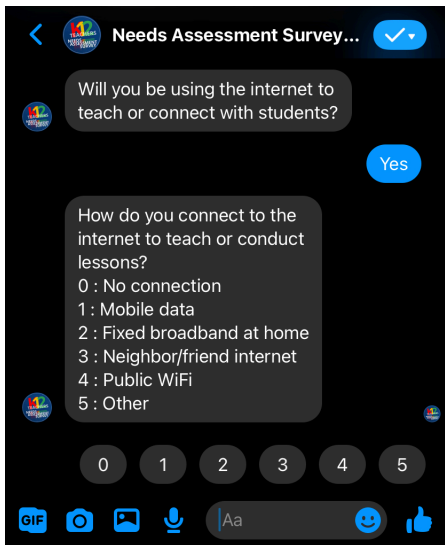 Needs Assessment Survey...
Will you be using the internet to
teach or connect with students?
Yes
How do you connect to the
internet to teach or conduct
lessons?
0 : No connection
1 : Mobile data
2 : Fixed broadband at home
3 : Neighbor/friend internet
4 : Public WiFi
5 : Other
0 1 2 3 4 5
GIF
Aa